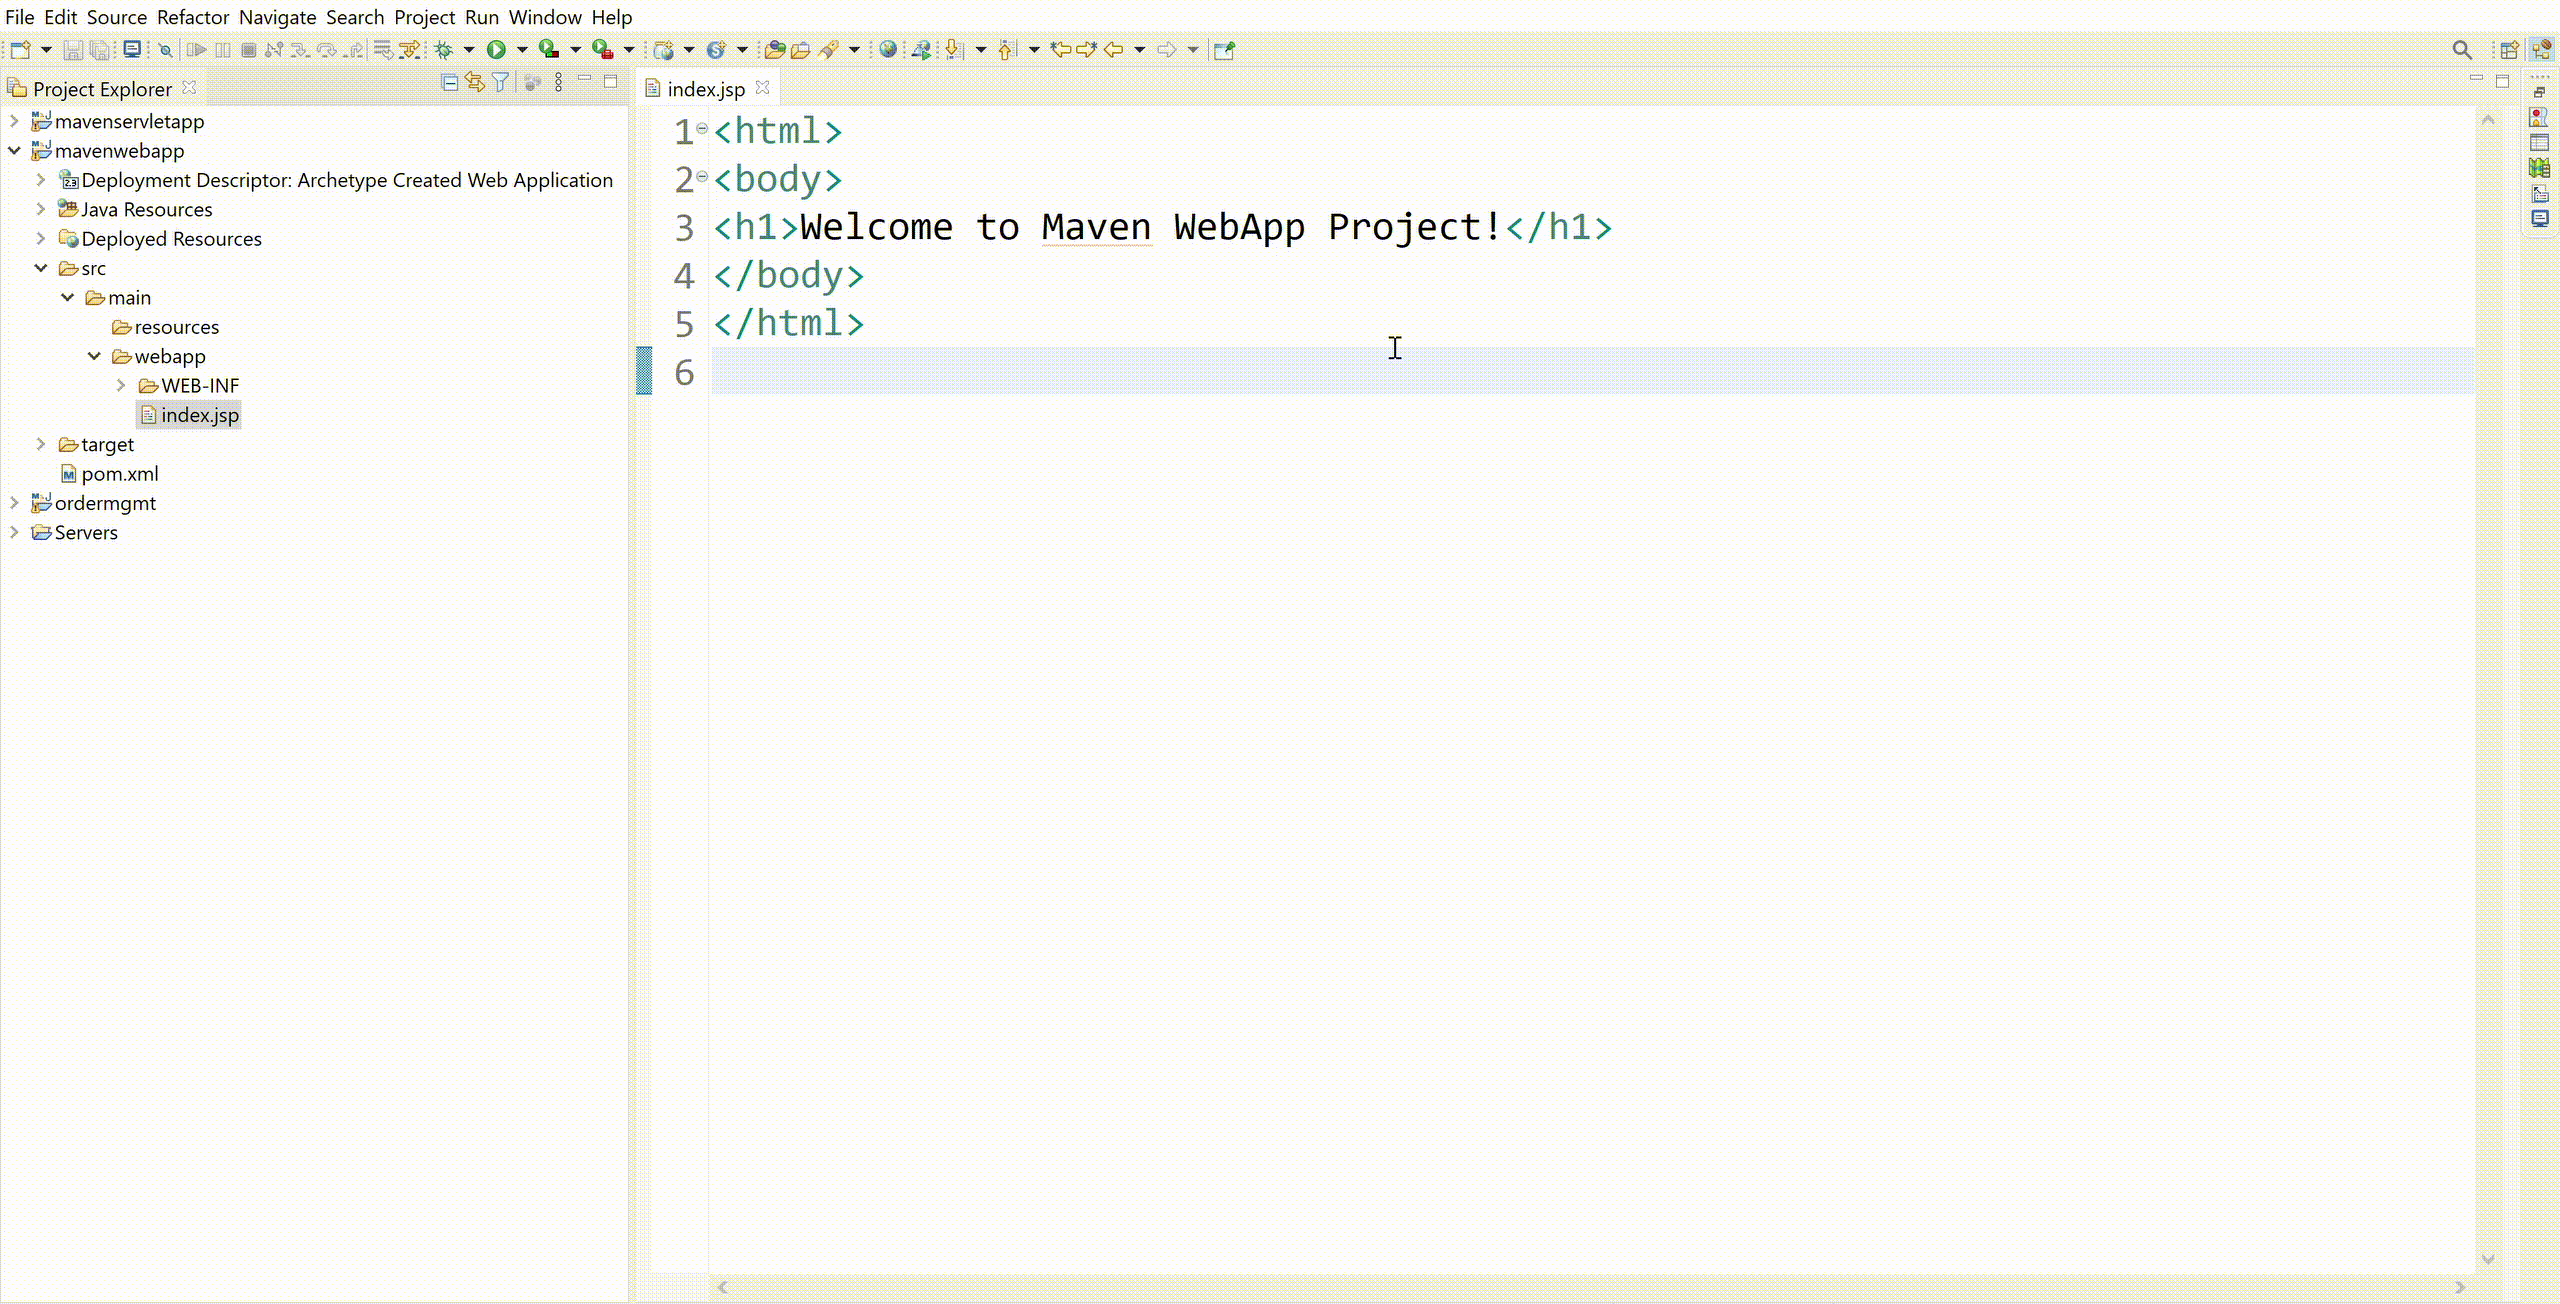 File Edit Source Refactor Navigate Search Project Run Window Help
Project Explorer
mavenservletapp
mavenwebapp
Deployment Descriptor: Archetype Created Web Application
Java Resources
Deployed Resources
src
main
resources
webapp
WEB-INF
index.jsp
target
pom.xml
ordermgmt
Servers
index.jsp
1 <html>
2 <body>
3 <h1>Welcome to Maven WebApp Project!</h1>
4 </body>
5 </html>
6